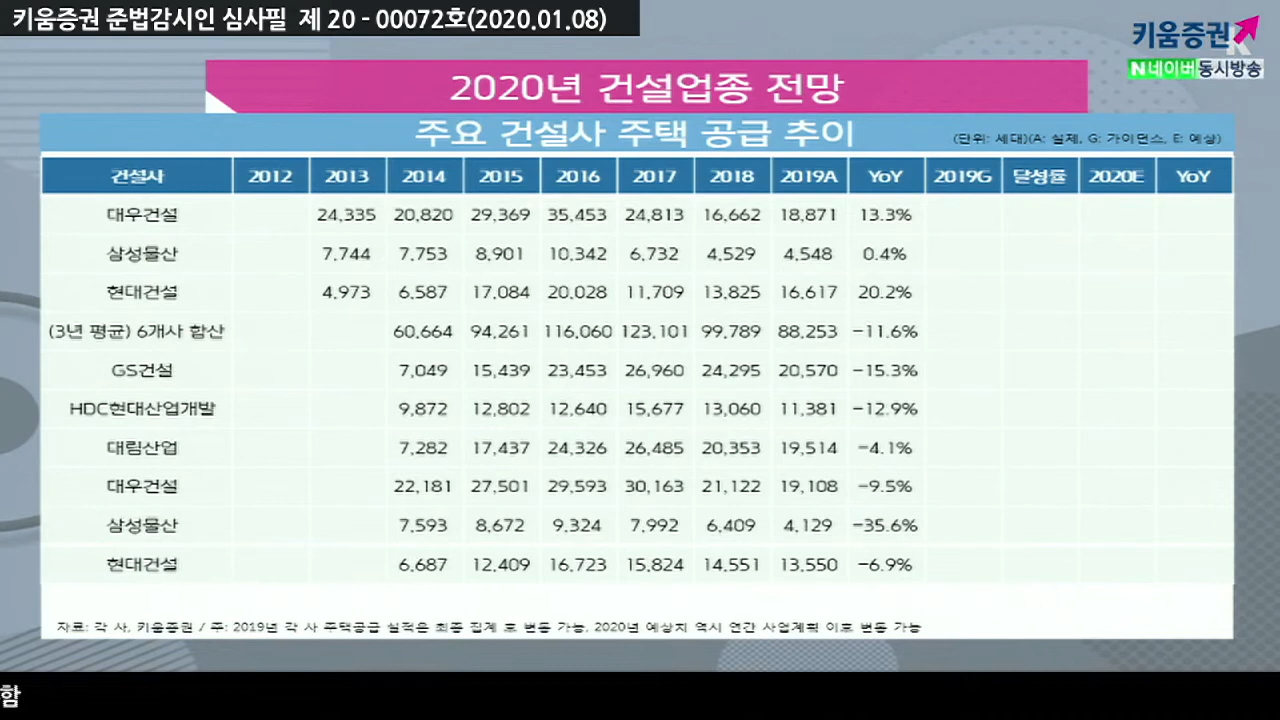 키움증권 준법감시인 심사필 제 20 - 00072호(2020.01.08)
키움증권
K
N네이버동시방송
2020년 건설업종 전망
주요 건설사 주택 공급 추이
(단위: 세대)(A: 실제, G: 가이던스, E: 예상)
건설사 2012 2013 2014 2015 2016 2017 2018 2019A YoY 2019G 달성률 2020E YoY
대우건설 24,335 20,820 29,369 35,453 24,813 16,662 18,871 13.3%
삼성물산 7,744 7,753 8,901 10,342 6,732 4,529 4,548 0.4%
현대건설 4,973 6,587 17,084 20,028 11,709 13,825 16,617 20.2%
(3년 평균) 6개사 합산 60,664 94,261 116,060 123,101 99,789 88,253 -11.6%
GS건설 7,049 15,439 23,453 26,960 24,295 20,570 -15.3%
HDC현대산업개발 9,872 12,802 12,640 15,677 13,060 11,381 -12.9%
대림산업 7,282 17,437 24,326 26,485 20,353 19,514 -4.1%
대우건설 22,181 27,501 29,593 30,163 21,122 19,108 -9.5%
삼성물산 7,593 8,672 9,324 7,992 6,409 4,129 -35.6%
현대건설 6,687 12,409 16,723 15,824 14,551 13,550 -6.9%
자료: 각 사, 키움증권 / 주: 2019년 각 사 주택공급 실적은 최종 집계 후 변동 가능, 2020년 예상치 역시 연간 사업계획 이후 변동 가능
함